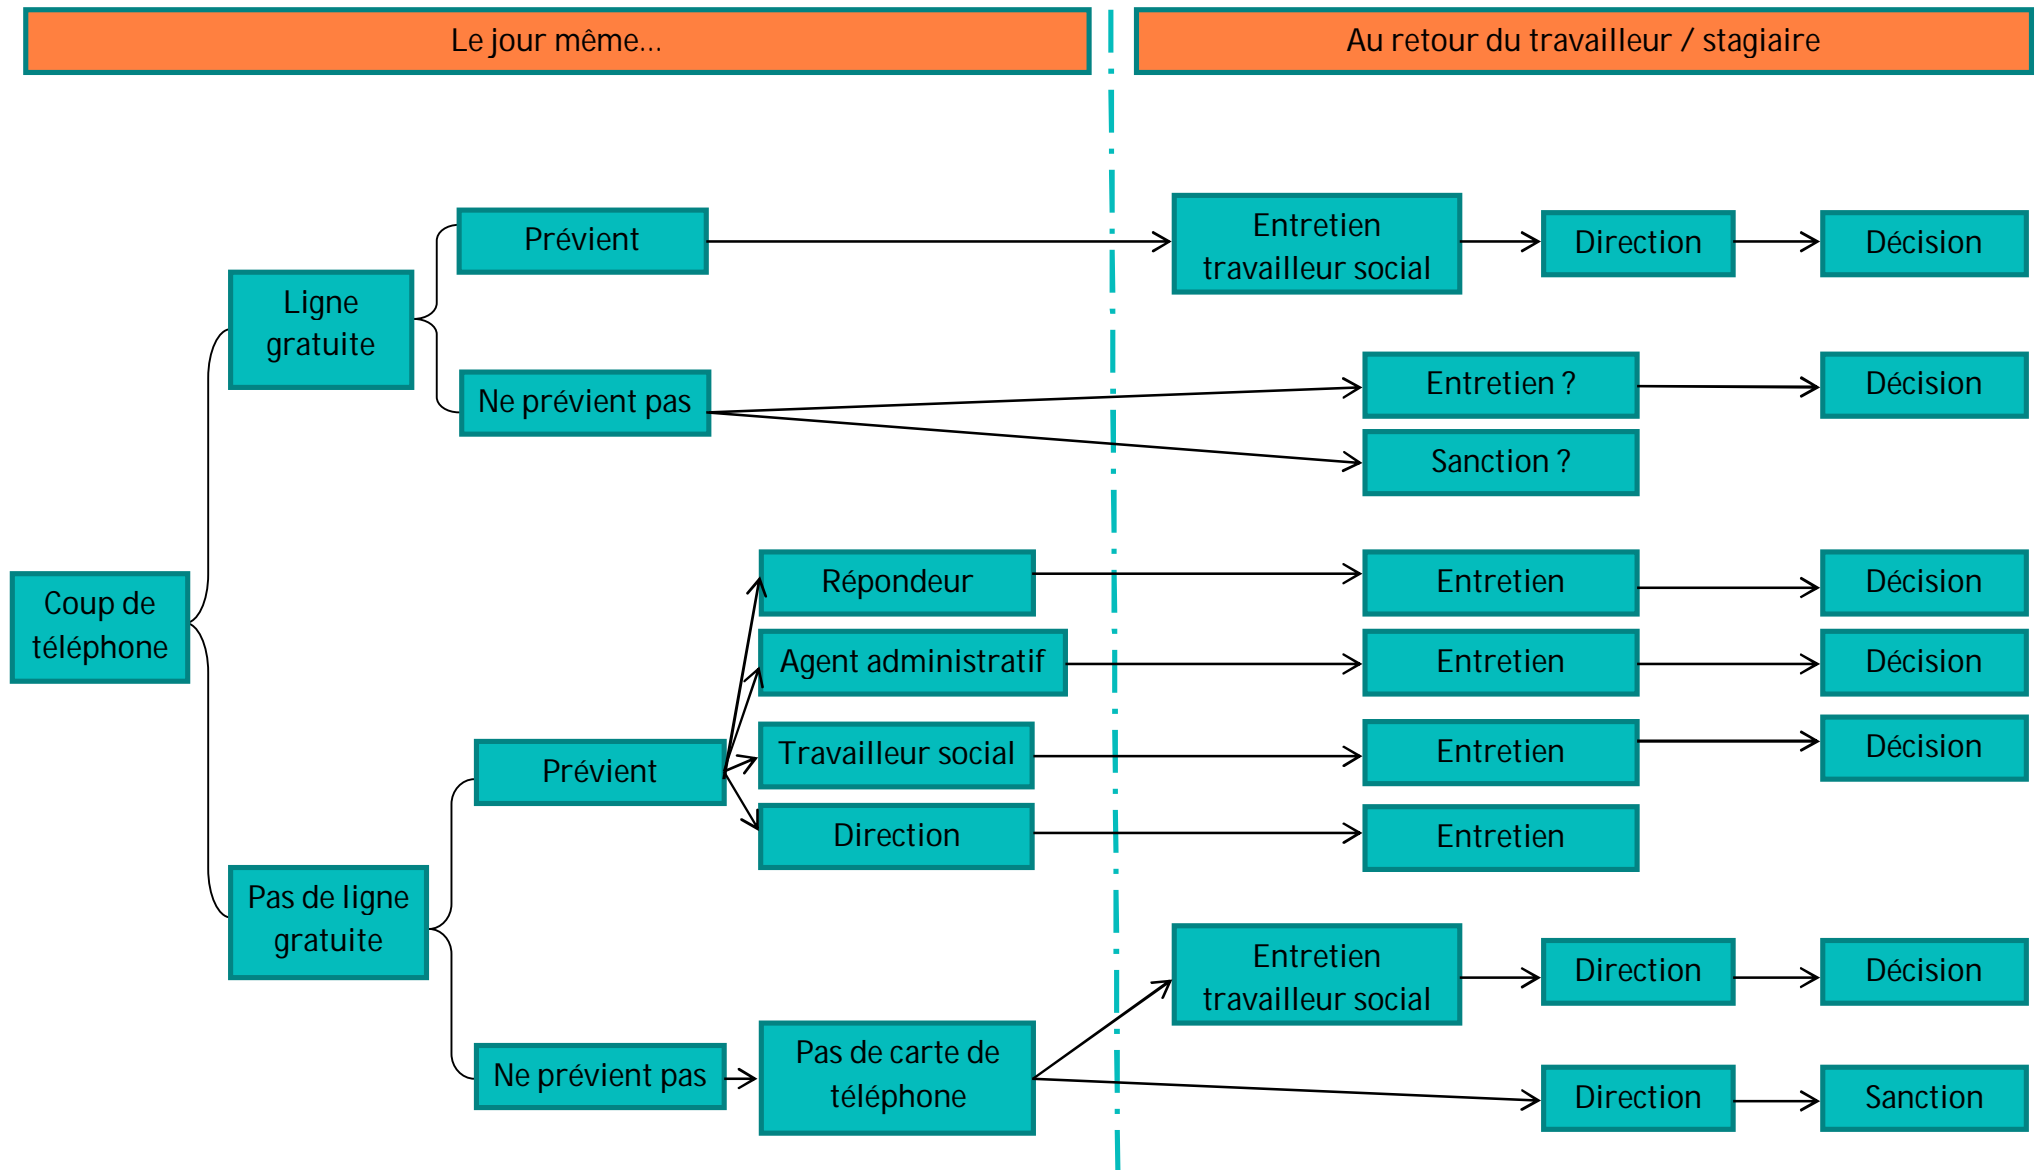 Le jour même...
Au retour du travailleur / stagiaire
Prévient
Entretien
travailleur social
Direction
Décision
Ligne
gratuite
Ne prévient pas
Entretien ?
Décision
Sanction ?
Coup de
téléphone
Répondeur
Entretien
Décision
Agent administratif
Entretien
Décision
Prévient
Travailleur social
Entretien
Décision
Direction
Entretien
Pas de ligne
gratuite
Entretien
travailleur social
Direction
Décision
Ne prévient pas
Pas de carte de
téléphone
Direction
Sanction